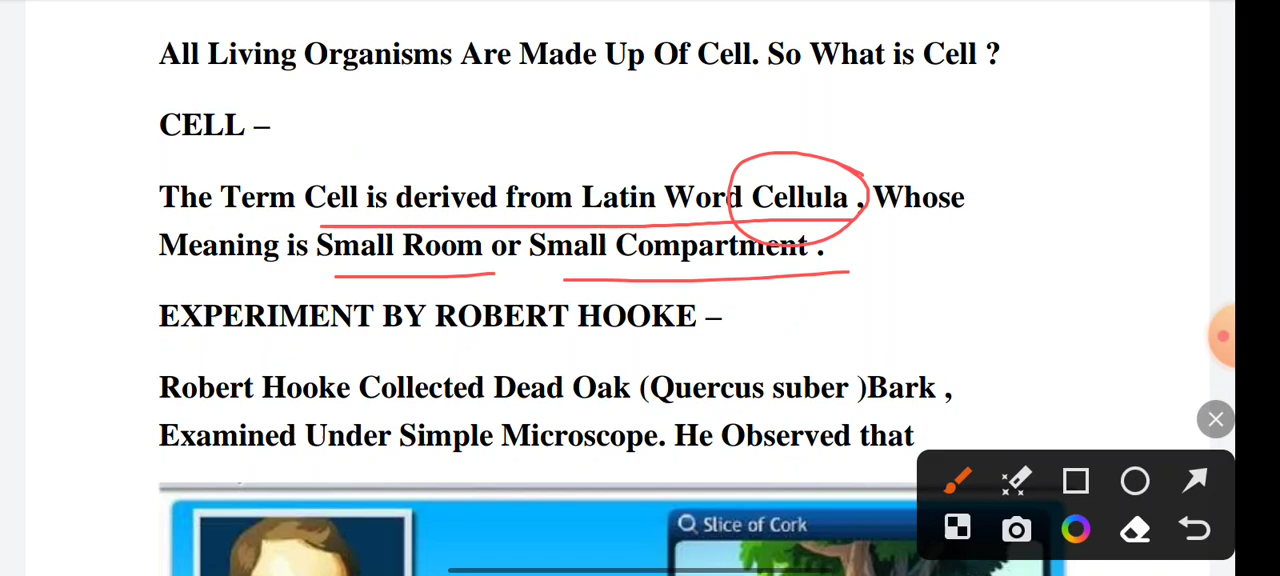 All Living Organisms Are Made Up Of Cell. So What is Cell ?
CELL –
The Term Cell is derived from Latin Word Cellula , Whose
Meaning is Small Room or Small Compartment .
EXPERIMENT BY ROBERT HOOKE –
Robert Hooke Collected Dead Oak (Quercus suber )Bark ,
Examined Under Simple Microscope. He Observed that
Slice of Cork